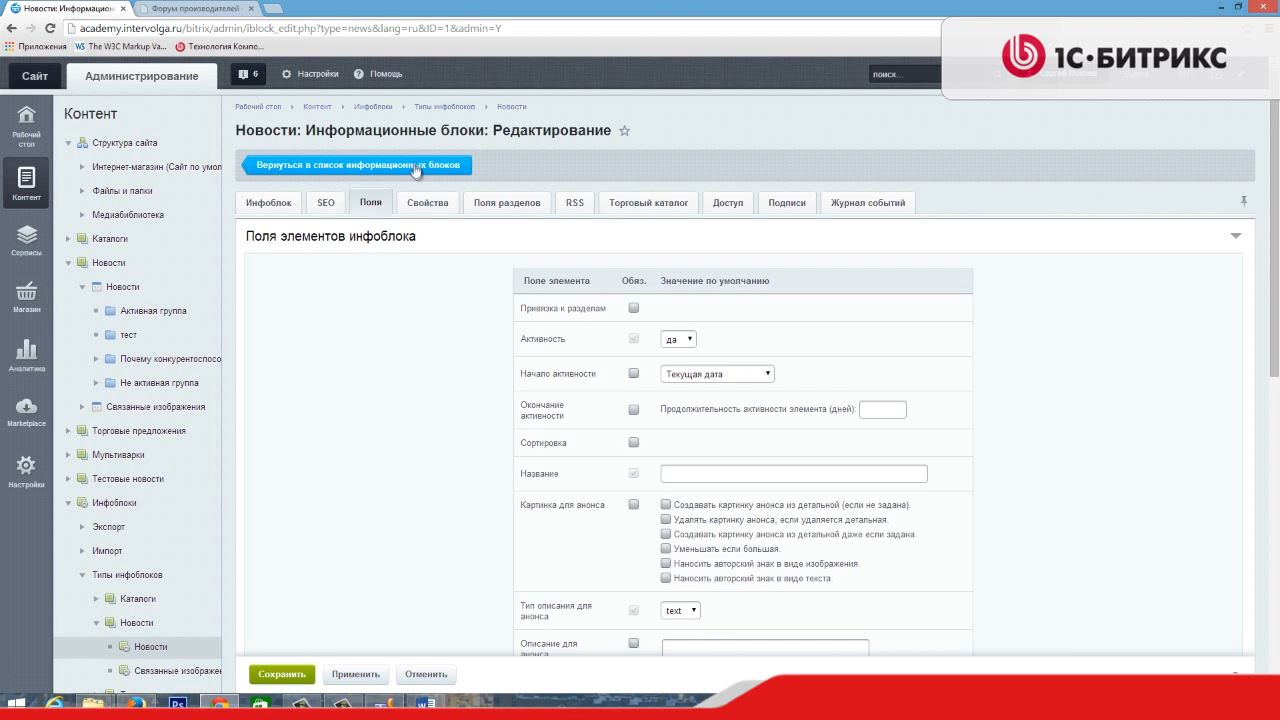 Новости: Информацион
Форум производителей -
academy.intervolga.ru/bitrix/admin/iblock_edit.php?type=news&lang=ru&ID=1&admin=Y
Приложения
The W3C Markup Va...
Технология Компо...
1С·БИТРИКС
Сайт
Администрирование
6
Настройки
Помощь
поиск...
Рабочий стол
Контент
Сервисы
Магазин
Аналитика
Marketplace
Настройки
Контент
Структура сайта
Интернет-магазин (Сайт по умол
Файлы и папки
Медиабиблиотека
Каталоги
Новости
Новости
Активная группа
тест
Почему конкурентоспосо
Не активная группа
Связанные изображения
Торговые предложения
Мультиварки
Тестовые новости
Инфоблоки
Экспорт
Импорт
Типы инфоблоков
Каталоги
Новости
Новости
Связанные изображен
Рабочий стол
Контент
Инфоблоки
Типы инфоблоков
Новости
Новости: Информационные блоки: Редактирование
Вернуться в список информационных блоков
Инфоблок
SEO
Поля
Свойства
Поля разделов
RSS
Торговый каталог
Доступ
Подписи
Журнал событий
Поля элементов инфоблока
Поле элемента
Обяз.
Значение по умолчанию
Привязка к разделам
Активность
да
Начало активности
Текущая дата
Окончание
активности
Продолжительность активности элемента (дней):
Сортировка
Название
Картинка для анонса
Создавать картинку анонса из детальной (если не задана).
Удалять картинку анонса, если удаляется детальная.
Создавать картинку анонса из детальной даже если задана.
Уменьшать если большая.
Наносить авторский знак в виде изображения.
Наносить авторский знак в виде текста.
Тип описания для
анонса
text
Описание для
анонса
Сохранить
Применить
Отменить